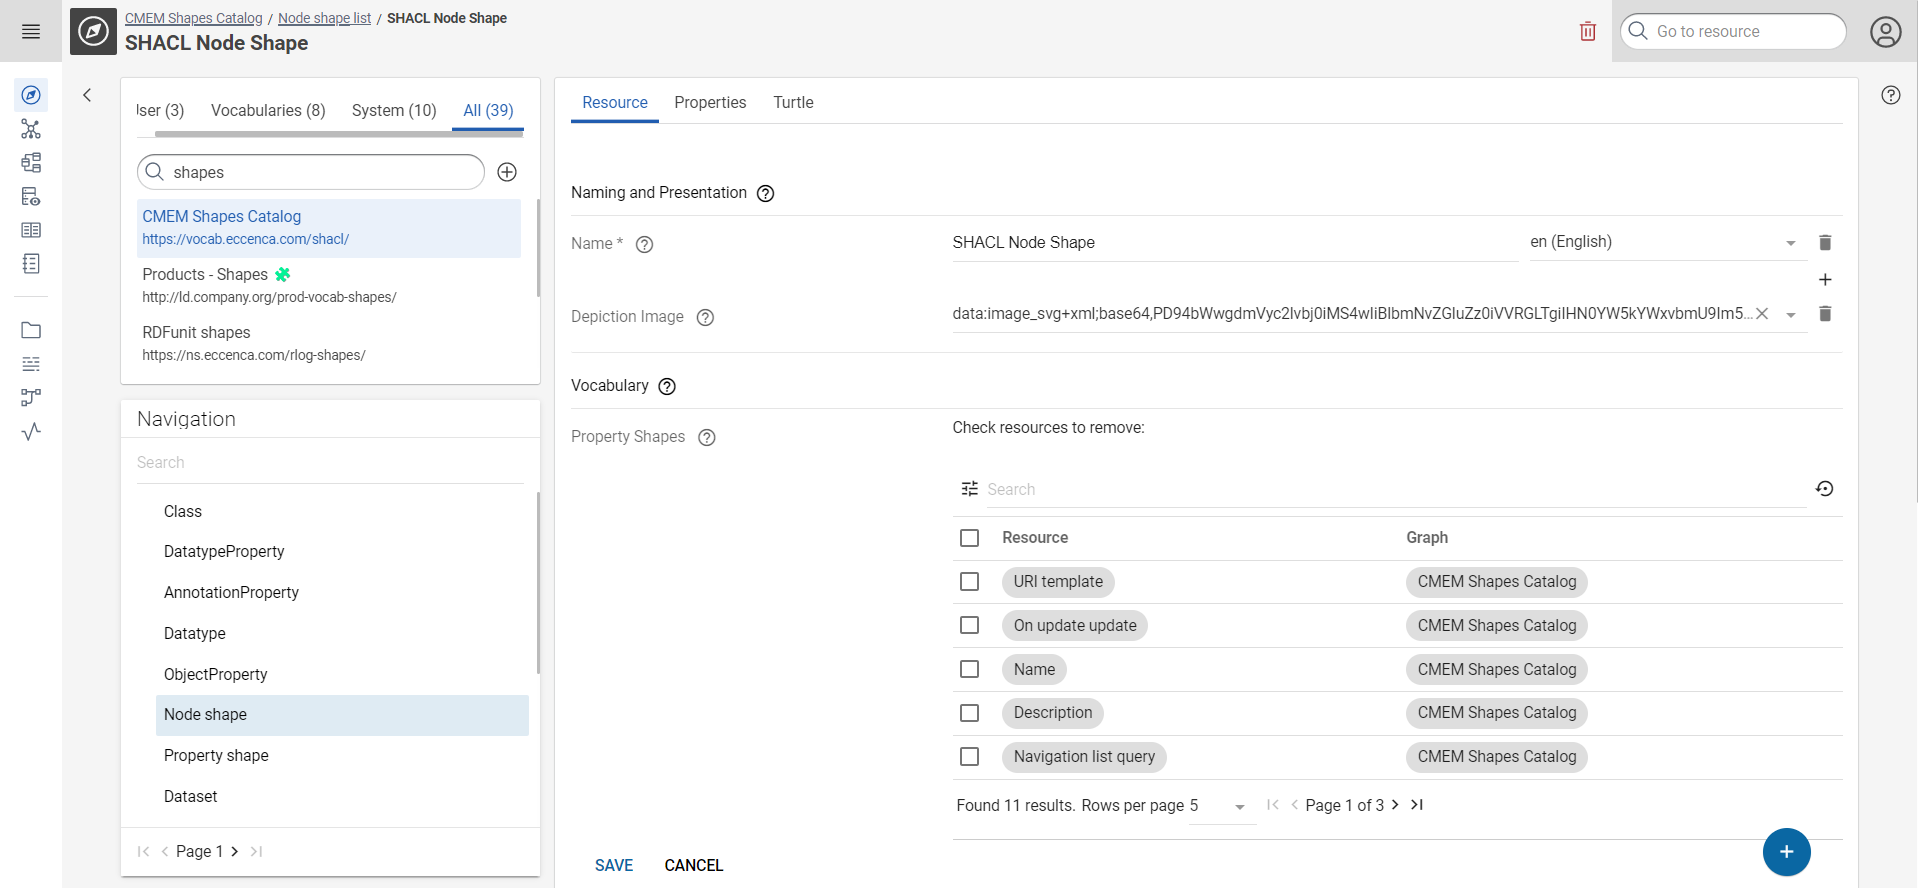 CMEM Shapes Catalog / Node shape list / SHACL Node Shape
SHACL Node Shape
Go to resource
ser (3) Vocabularies (8) System (10) All (39)
shapes
CMEM Shapes Catalog
https://vocab.eccenca.com/shacl/
Products - Shapes
http://ld.company.org/prod-vocab-shapes/
RDFunit shapes
https://ns.eccenca.com/rlog-shapes/
Navigation
Search
Class
DatatypeProperty
AnnotationProperty
Datatype
ObjectProperty
Node shape
Property shape
Dataset
Page 1
Resource Properties Turtle
Naming and Presentation
Name * SHACL Node Shape en (English)
Depiction Image
Vocabulary
Property Shapes Check resources to remove:
Search
Resource Graph
URI template CMEM Shapes Catalog
On update update CMEM Shapes Catalog
Name CMEM Shapes Catalog
Description CMEM Shapes Catalog
Navigation list query CMEM Shapes Catalog
Found 11 results. Rows per page 5 Page 1 of 3
SAVE CANCEL